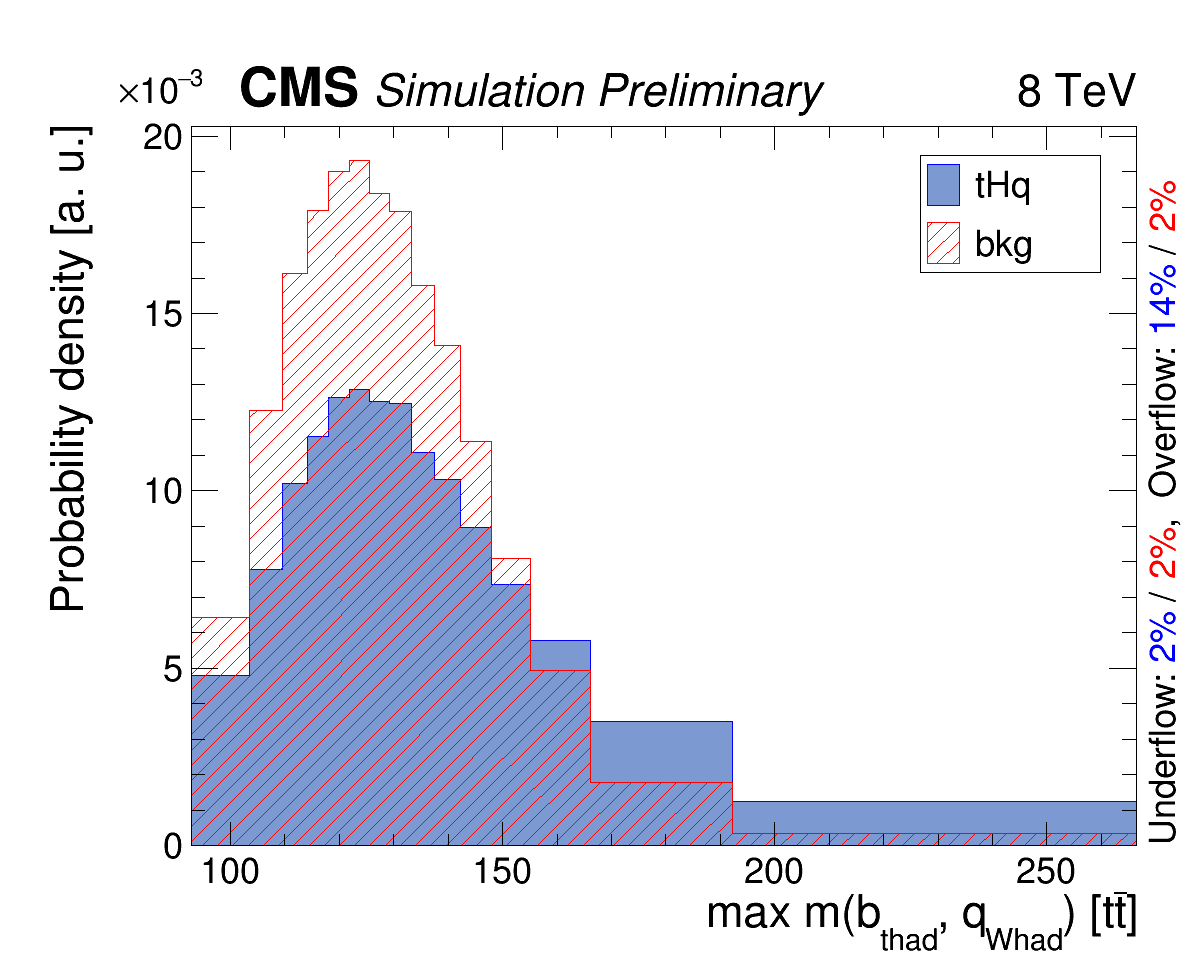 ×10⁻³ CMS Simulation Preliminary 8 TeV
Probability density [a. u.]
20
15
10
5
0
tHq
bkg
100 150 200 250
max m(b_thad, q_Whad) [tt̄]
Underflow: 2% / 2%, Overflow: 14% / 2%